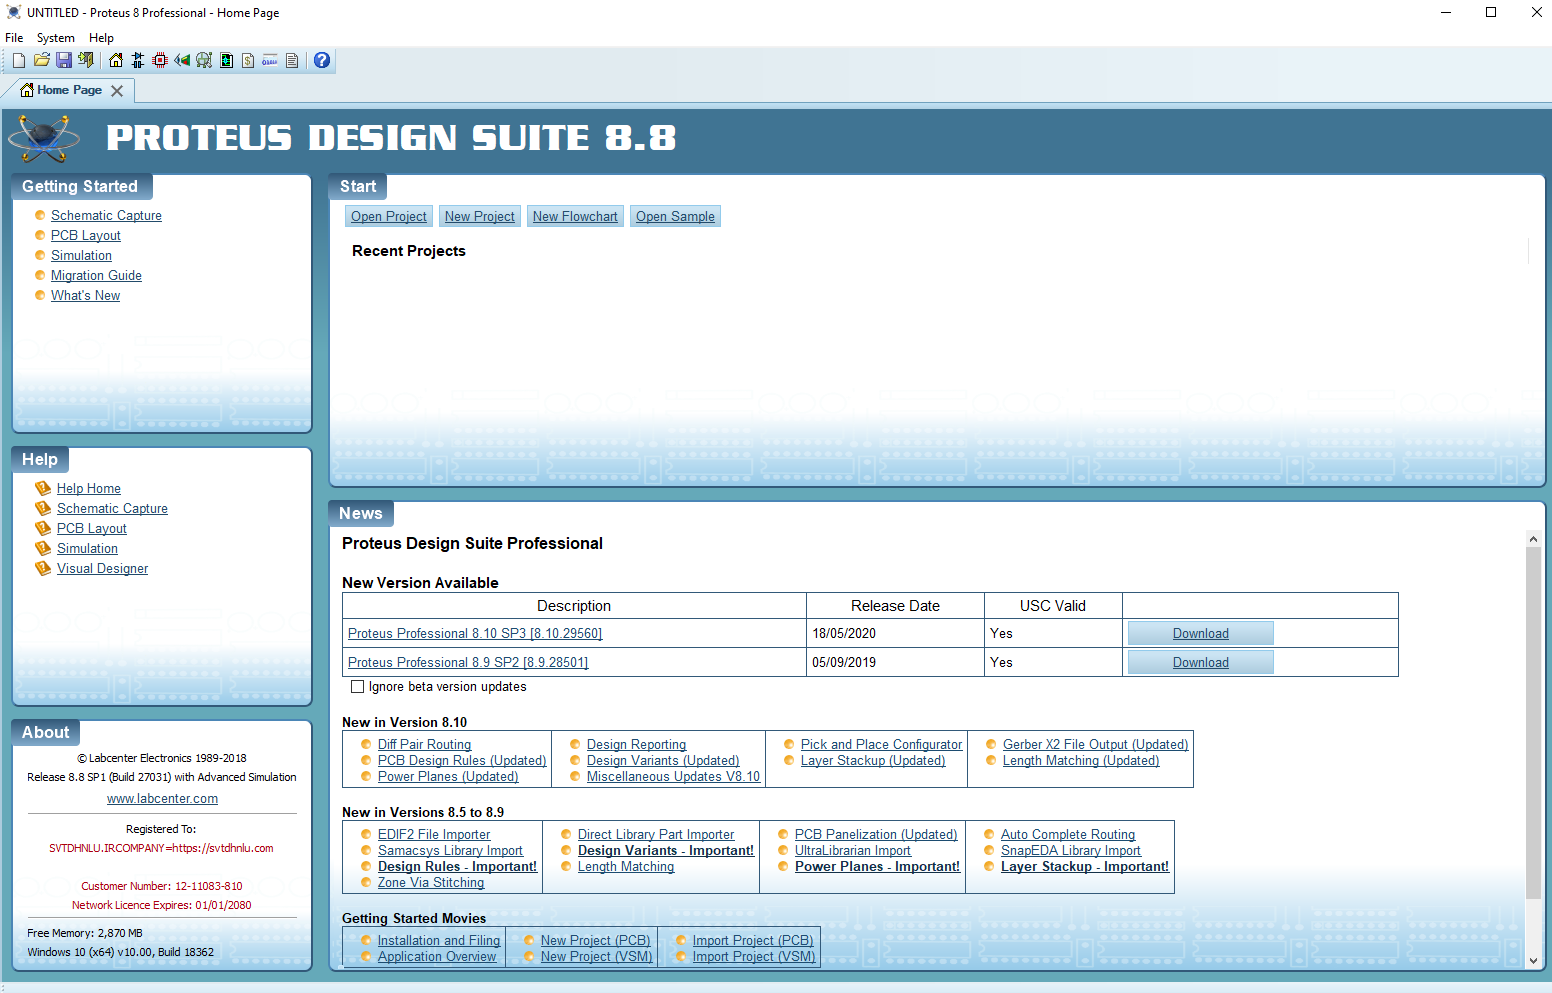 UNTITLED - Proteus 8 Professional - Home Page
File System Help
Home Page
PROTEUS DESIGN SUITE 8.8
Getting Started
Schematic Capture
PCB Layout
Simulation
Migration Guide
What's New
Help
Help Home
Schematic Capture
PCB Layout
Simulation
Visual Designer
About
© Labcenter Electronics 1989-2018
Release 8.8 SP1 (Build 27031) with Advanced Simulation
www.labcenter.com
Registered To:
SVTDHNLU.IRCOMPANY=https://svtdhnlu.com
Customer Number: 12-11083-810
Network Licence Expires: 01/01/2080
Free Memory: 2,870 MB
Windows 10 (x64) v10.00, Build 18362
Start
Open Project New Project New Flowchart Open Sample
Recent Projects
News
Proteus Design Suite Professional
New Version Available
Description Release Date USC Valid
Proteus Professional 8.10 SP3 [8.10.29560] 18/05/2020 Yes Download
Proteus Professional 8.9 SP2 [8.9.28501] 05/09/2019 Yes Download
Ignore beta version updates
New in Version 8.10
Diff Pair Routing Design Reporting Pick and Place Configurator Gerber X2 File Output (Updated)
PCB Design Rules (Updated) Design Variants (Updated) Layer Stackup (Updated) Length Matching (Updated)
Power Planes (Updated) Miscellaneous Updates V8.10
New in Versions 8.5 to 8.9
EDIF2 File Importer Direct Library Part Importer PCB Panelization (Updated) Auto Complete Routing
Samacsys Library Import Design Variants - Important! UltraLibrarian Import SnapEDA Library Import
Design Rules - Important! Length Matching Power Planes - Important! Layer Stackup - Important!
Zone Via Stitching
Getting Started Movies
Installation and Filing New Project (PCB) Import Project (PCB)
Application Overview New Project (VSM) Import Project (VSM)